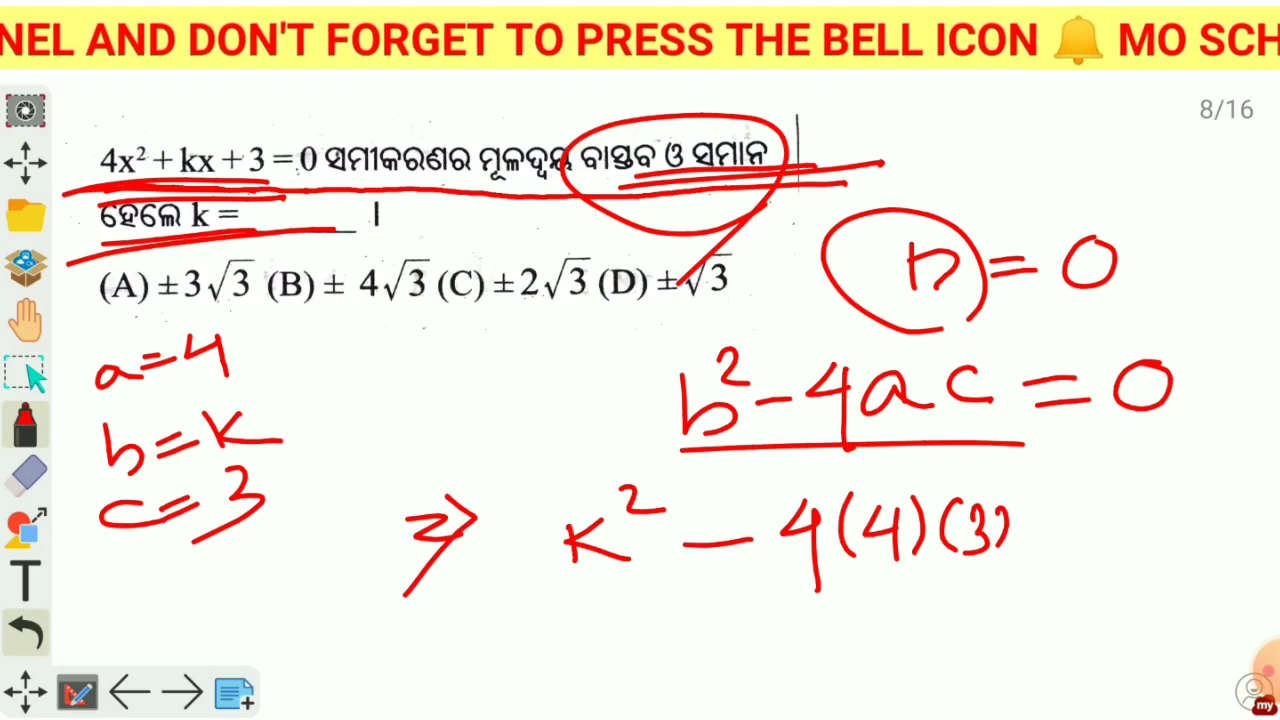 NEL AND DON'T FORGET TO PRESS THE BELL ICON 🔔 MO SCH
8/16
4x² + kx + 3 = 0 ସମୀକରଣର ମୂଳଦ୍ୱୟ ବାସ୍ତବ ଓ ସମାନ
ହେଲେ k = ________ ।
(A) ± 3√3 (B) ± 4√3 (C) ± 2√3 (D) ± √3
D = 0
a = 4
b² - 4ac = 0
b = k
c = 3
⇒ k² - 4(4)(3)
T
my